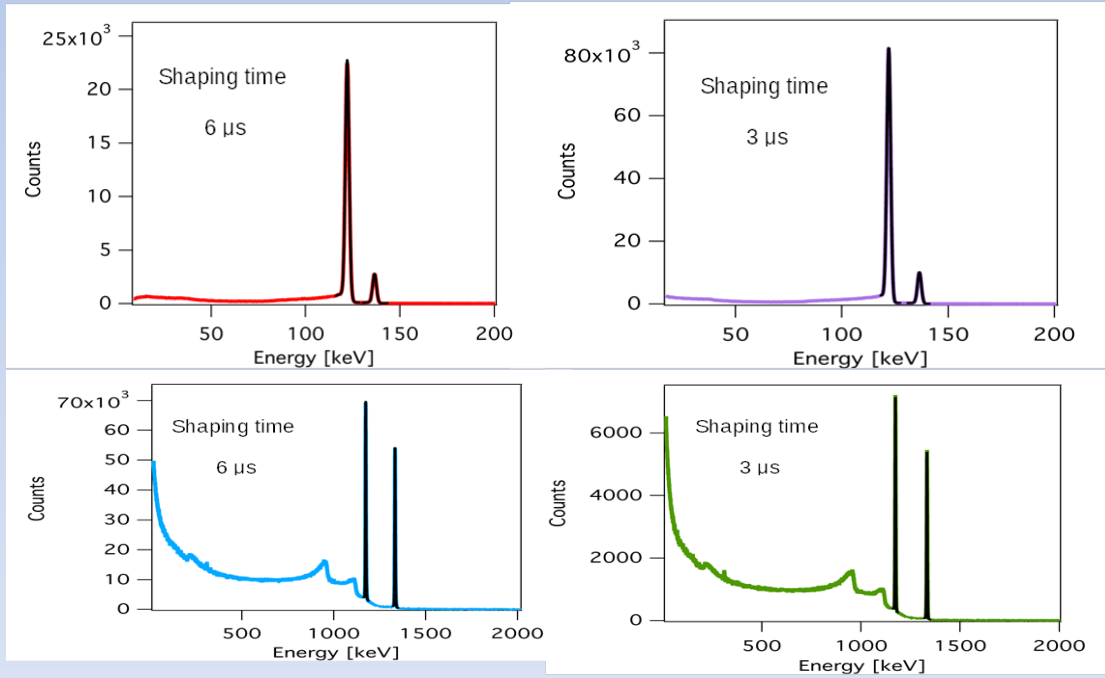 25x10³
20
15
10
5
0
Counts
Shaping time
6 µs
50
100
150
200
Energy [keV]
80x10³
60
40
20
0
Counts
Shaping time
3 µs
50
100
150
200
Energy [keV]
70x10³
60
50
40
30
20
10
0
Counts
Shaping time
6 µs
500
1000
1500
2000
Energy [keV]
6000
4000
2000
0
Counts
Shaping time
3 µs
500
1000
1500
2000
Energy [keV]